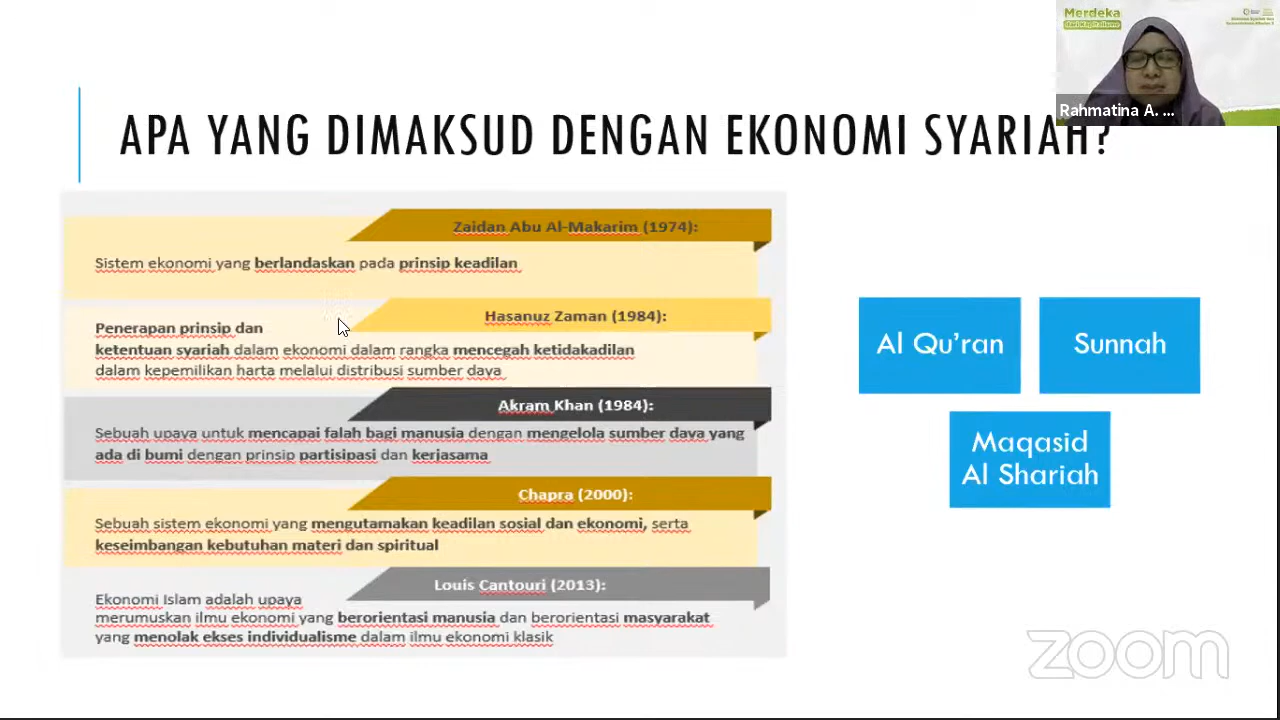 Merdeka
Rahmatina A. ...
APA YANG DIMAKSUD DENGAN EKONOMI SYARIAH?
Zaidan Abu Al-Makarim (1974):
Sistem ekonomi yang berlandaskan pada prinsip keadilan
Hasanuz Zaman (1984):
Penerapan prinsip dan
ketentuan syariah dalam ekonomi dalam rangka mencegah ketidakadilan
dalam kepemilikan harta melalui distribusi sumber daya
Akram Khan (1984):
Sebuah upaya untuk mencapai falah bagi manusia dengan mengelola sumber daya yang
ada di bumi dengan prinsip partisipasi dan kerjasama
Chapra (2000):
Sebuah sistem ekonomi yang mengutamakan keadilan sosial dan ekonomi, serta
keseimbangan kebutuhan materi dan spiritual
Louis Cantouri (2013):
Ekonomi Islam adalah upaya
merumuskan ilmu ekonomi yang berorientasi manusia dan berorientasi masyarakat
yang menolak ekses individualisme dalam ilmu ekonomi klasik
Al Qu'ran
Sunnah
Maqasid
Al Shariah
zoom